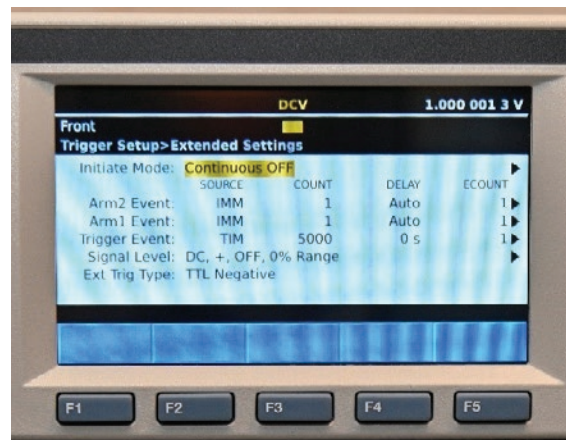 DCV 1.000 001 3 V
Front
Trigger Setup>Extended Settings
Initiate Mode: Continuous OFF
SOURCE COUNT DELAY ECOUNT
Arm2 Event: IMM 1 Auto 1
Arm1 Event: IMM 1 Auto 1
Trigger Event: TIM 5000 0 s 1
Signal Level: DC, +, OFF, 0% Range
Ext Trig Type: TTL Negative
F1 F2 F3 F4 F5